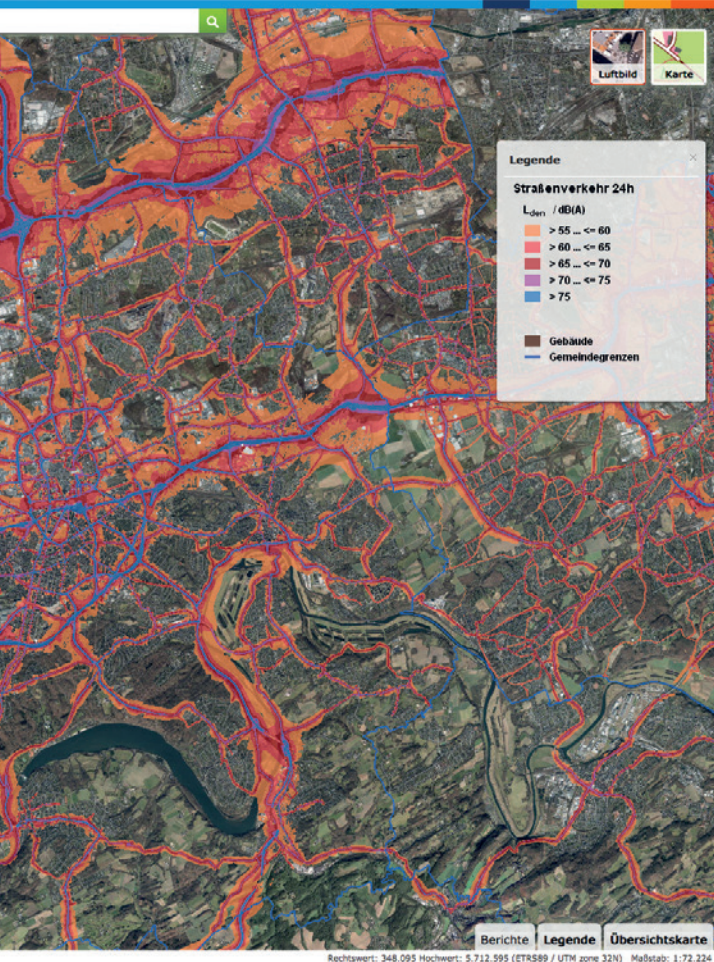 Luftbild
Karte
Legende
Straßenverkehr 24h
Lden / dB(A)
> 55 ... <= 60
> 60 ... <= 65
> 65 ... <= 70
> 70 ... <= 75
> 75
Gebäude
Gemeindegrenzen
Berichte
Legende
Übersichtskarte
Rechtswert: 348.095 Hochwert: 5.712.595 (ETRS89 / UTM zone 32N) Maßstab: 1:72.224